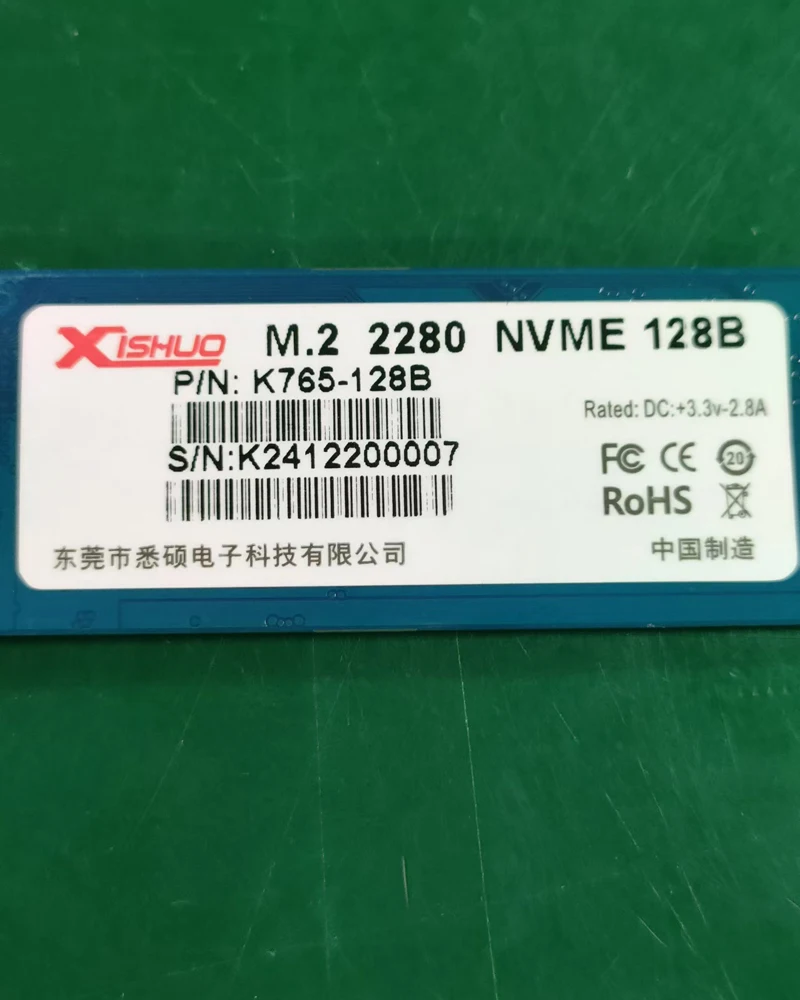 XISHUO M.2 2280 NVME 128B
P/N: K765-128B
Rated: DC:+3.3v-2.8A
S/N:K2412200007
FC CE 20
RoHS
东莞市悉硕电子科技有限公司 中国制造